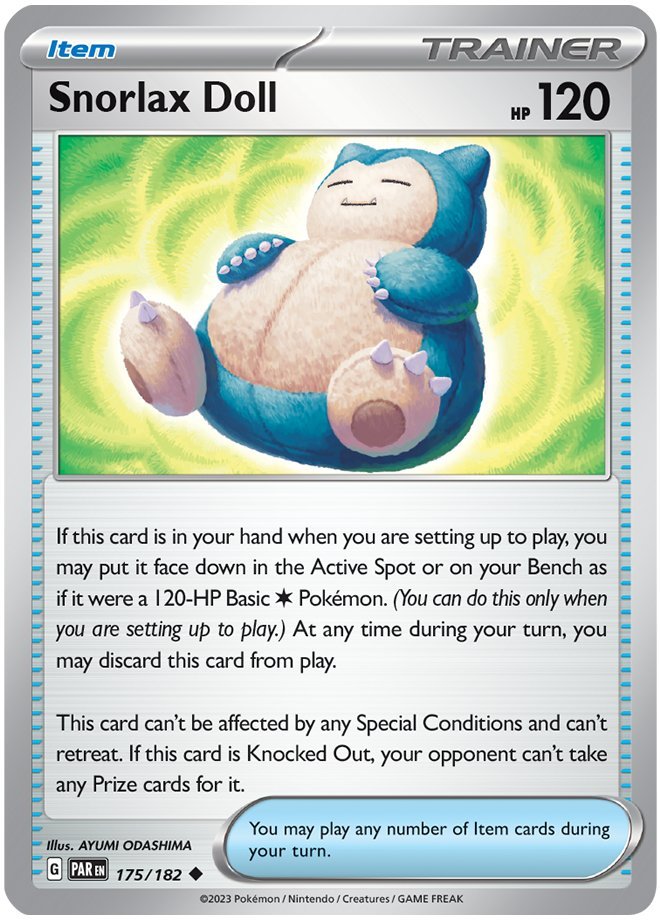 Item
TRAINER
Snorlax Doll
HP 120
If this card is in your hand when you are setting up to play, you
may put it face down in the Active Spot or on your Bench as
if it were a 120-HP Basic Pokémon. (You can do this only when
you are setting up to play.) At any time during your turn, you
may discard this card from play.
This card can't be affected by any Special Conditions and can't
retreat. If this card is Knocked Out, your opponent can't take
any Prize cards for it.
Illus. AYUMI ODASHIMA
You may play any number of Item cards during
your turn.
G PAR EN 175/182
©2023 Pokémon / Nintendo / Creatures / GAME FREAK